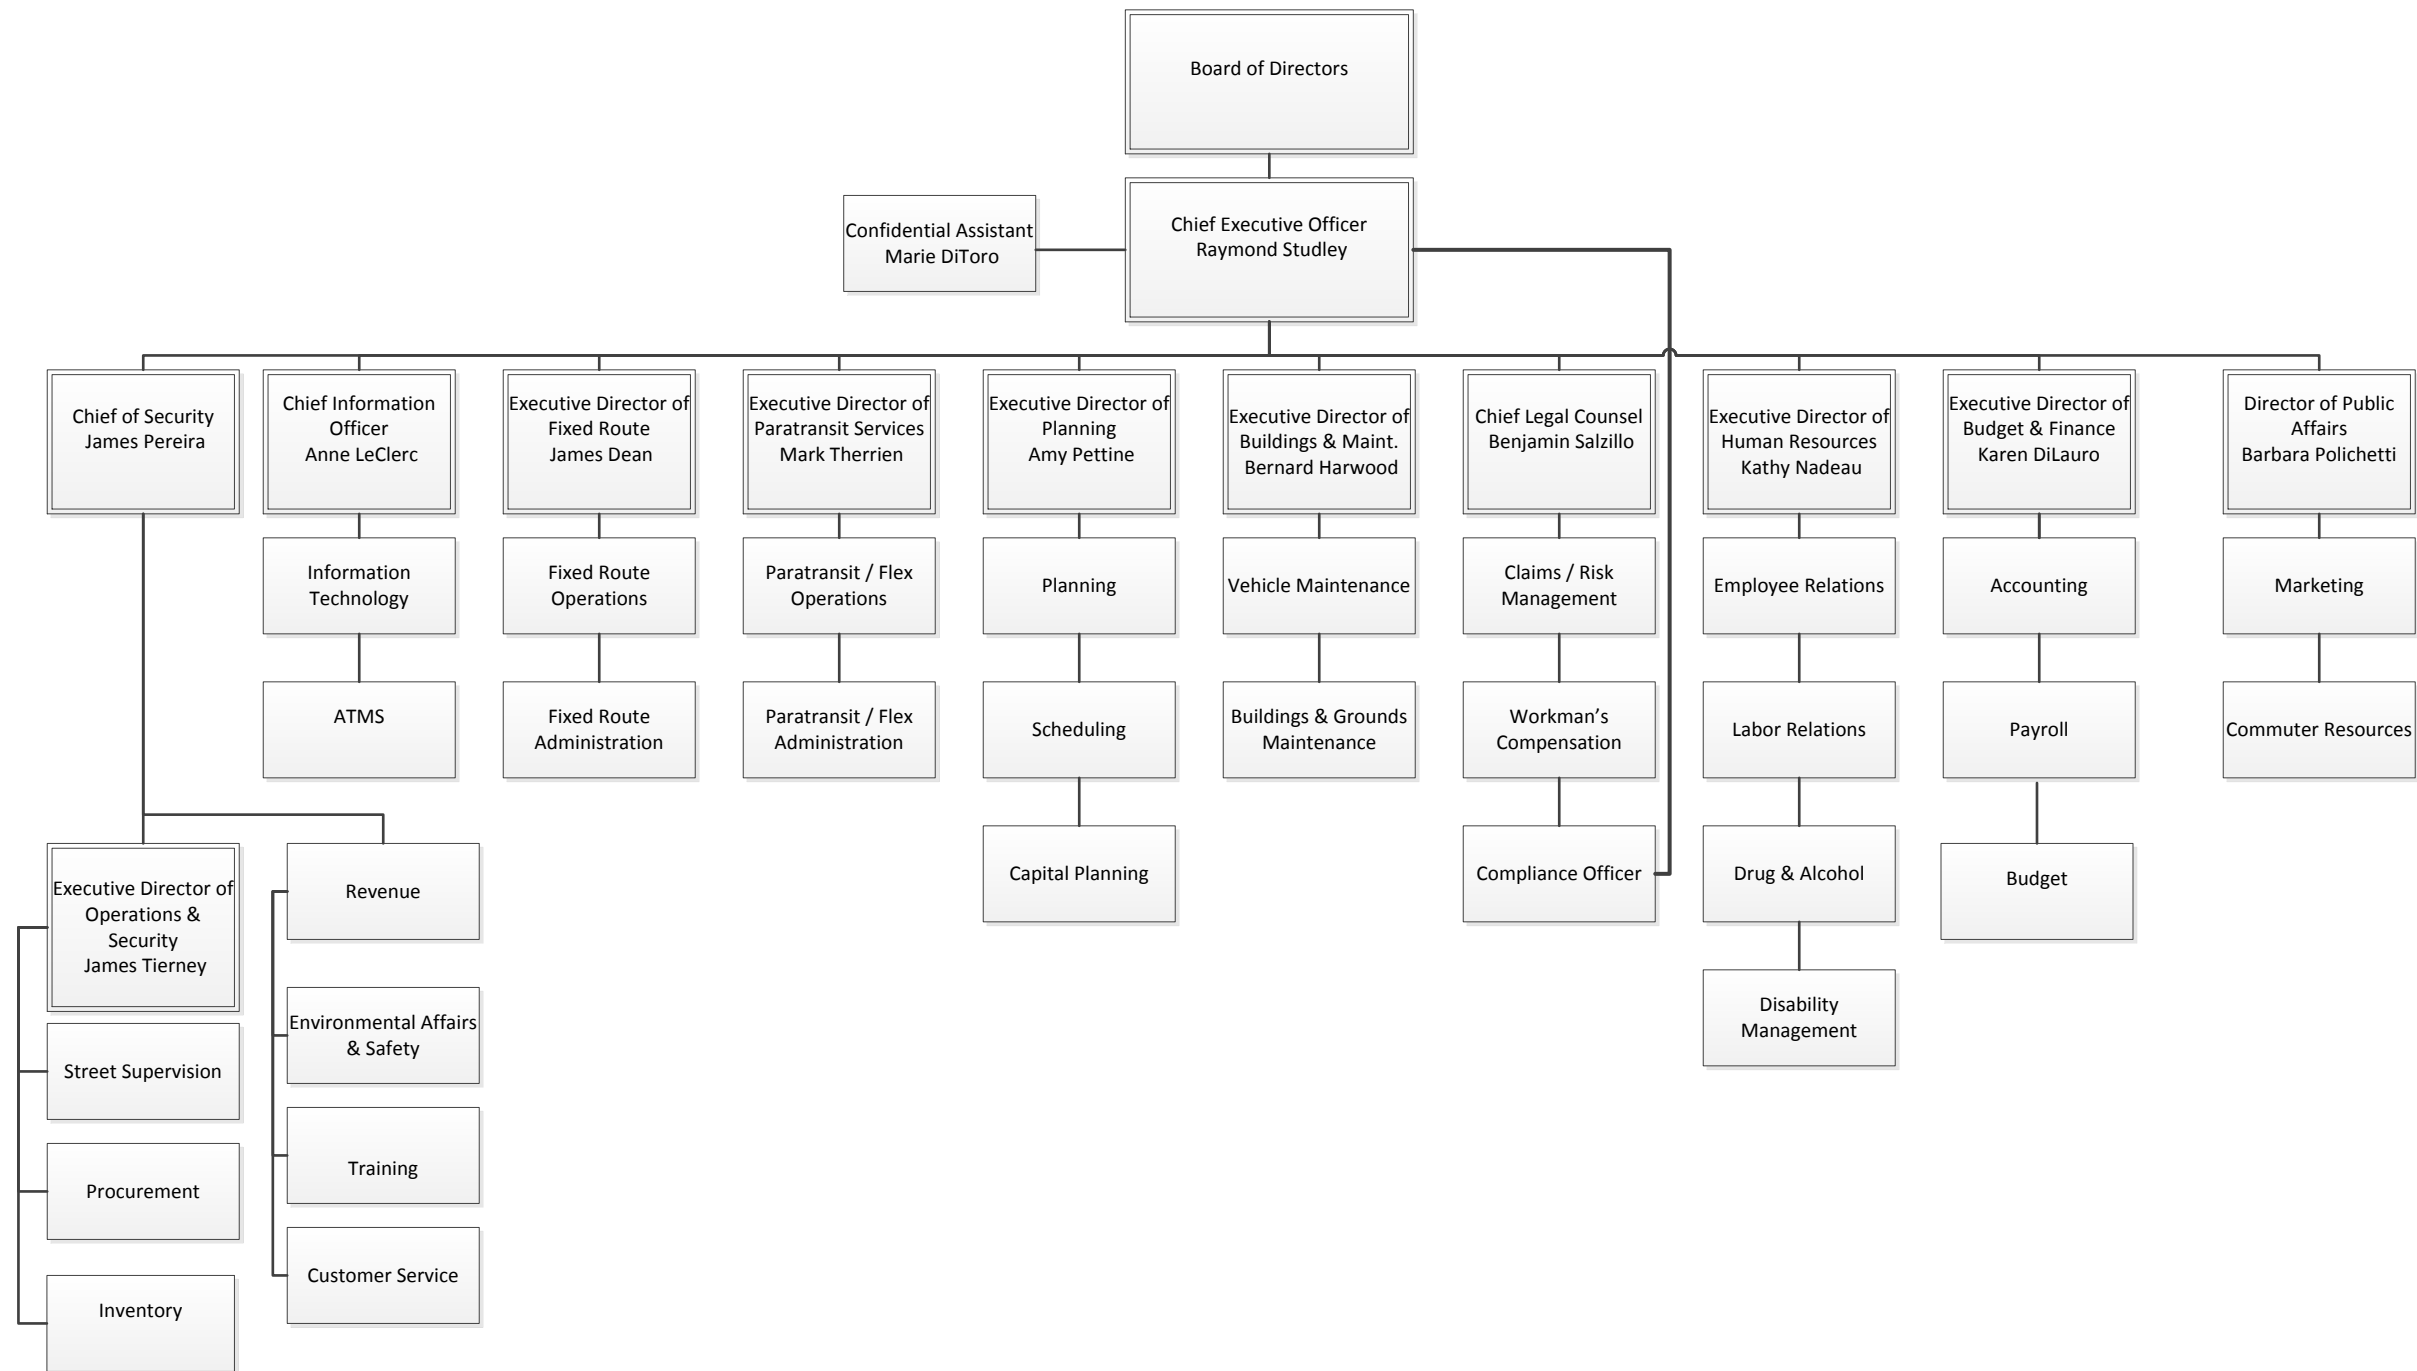 Board of Directors
Confidential Assistant
Marie DiToro
Chief Executive Officer
Raymond Studley
Chief of Security
James Pereira
Chief Information
Officer
Anne LeClerc
Executive Director of
Fixed Route
James Dean
Executive Director of
Paratransit Services
Mark Therrien
Executive Director of
Planning
Amy Pettine
Executive Director of
Buildings & Maint.
Bernard Harwood
Chief Legal Counsel
Benjamin Salzillo
Executive Director of
Human Resources
Kathy Nadeau
Executive Director of
Budget & Finance
Karen DiLauro
Director of Public
Affairs
Barbara Polichetti
Information
Technology
Fixed Route
Operations
Paratransit / Flex
Operations
Planning
Vehicle Maintenance
Claims / Risk
Management
Employee Relations
Accounting
Marketing
ATMS
Fixed Route
Administration
Paratransit / Flex
Administration
Scheduling
Buildings & Grounds
Maintenance
Workman’s
Compensation
Labor Relations
Payroll
Commuter Resources
Executive Director of
Operations &
Security
James Tierney
Revenue
Capital Planning
Compliance Officer
Drug & Alcohol
Budget
Environmental Affairs
& Safety
Disability
Management
Street Supervision
Training
Procurement
Customer Service
Inventory